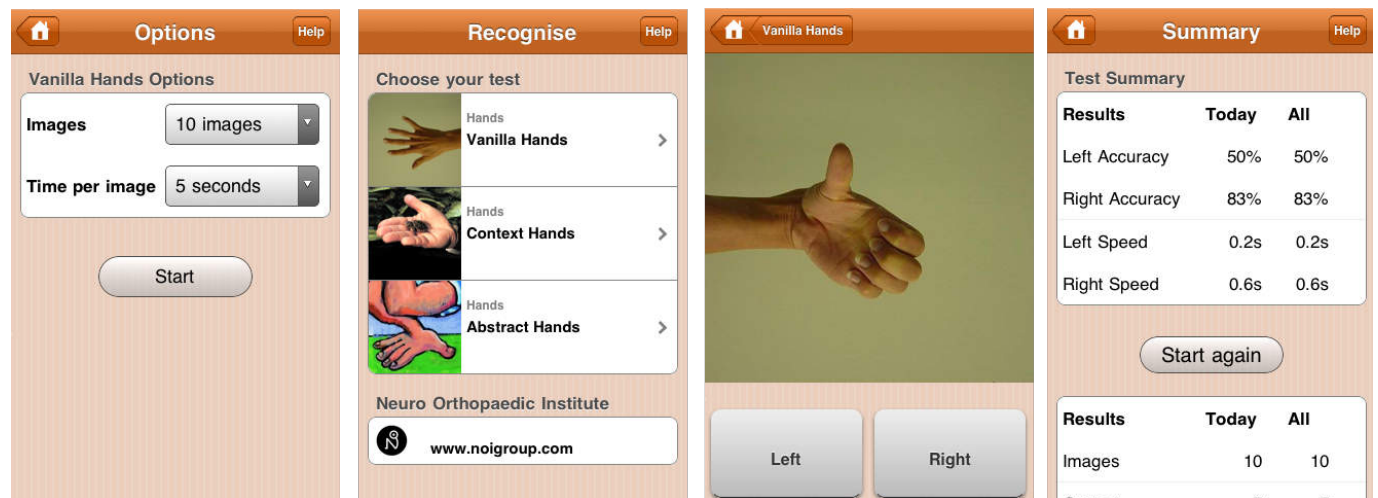 Options
Help
Vanilla Hands Options
Images
10 images
Time per image
5 seconds
Start
Recognise
Help
Choose your test
Hands
Vanilla Hands
Hands
Context Hands
Hands
Abstract Hands
Neuro Orthopaedic Institute
www.noigroup.com
Vanilla Hands
Left
Right
Summary
Help
Test Summary
Results Today All
Left Accuracy 50% 50%
Right Accuracy 83% 83%
Left Speed 0.2s 0.2s
Right Speed 0.6s 0.6s
Start again
Results Today All
Images 10 10